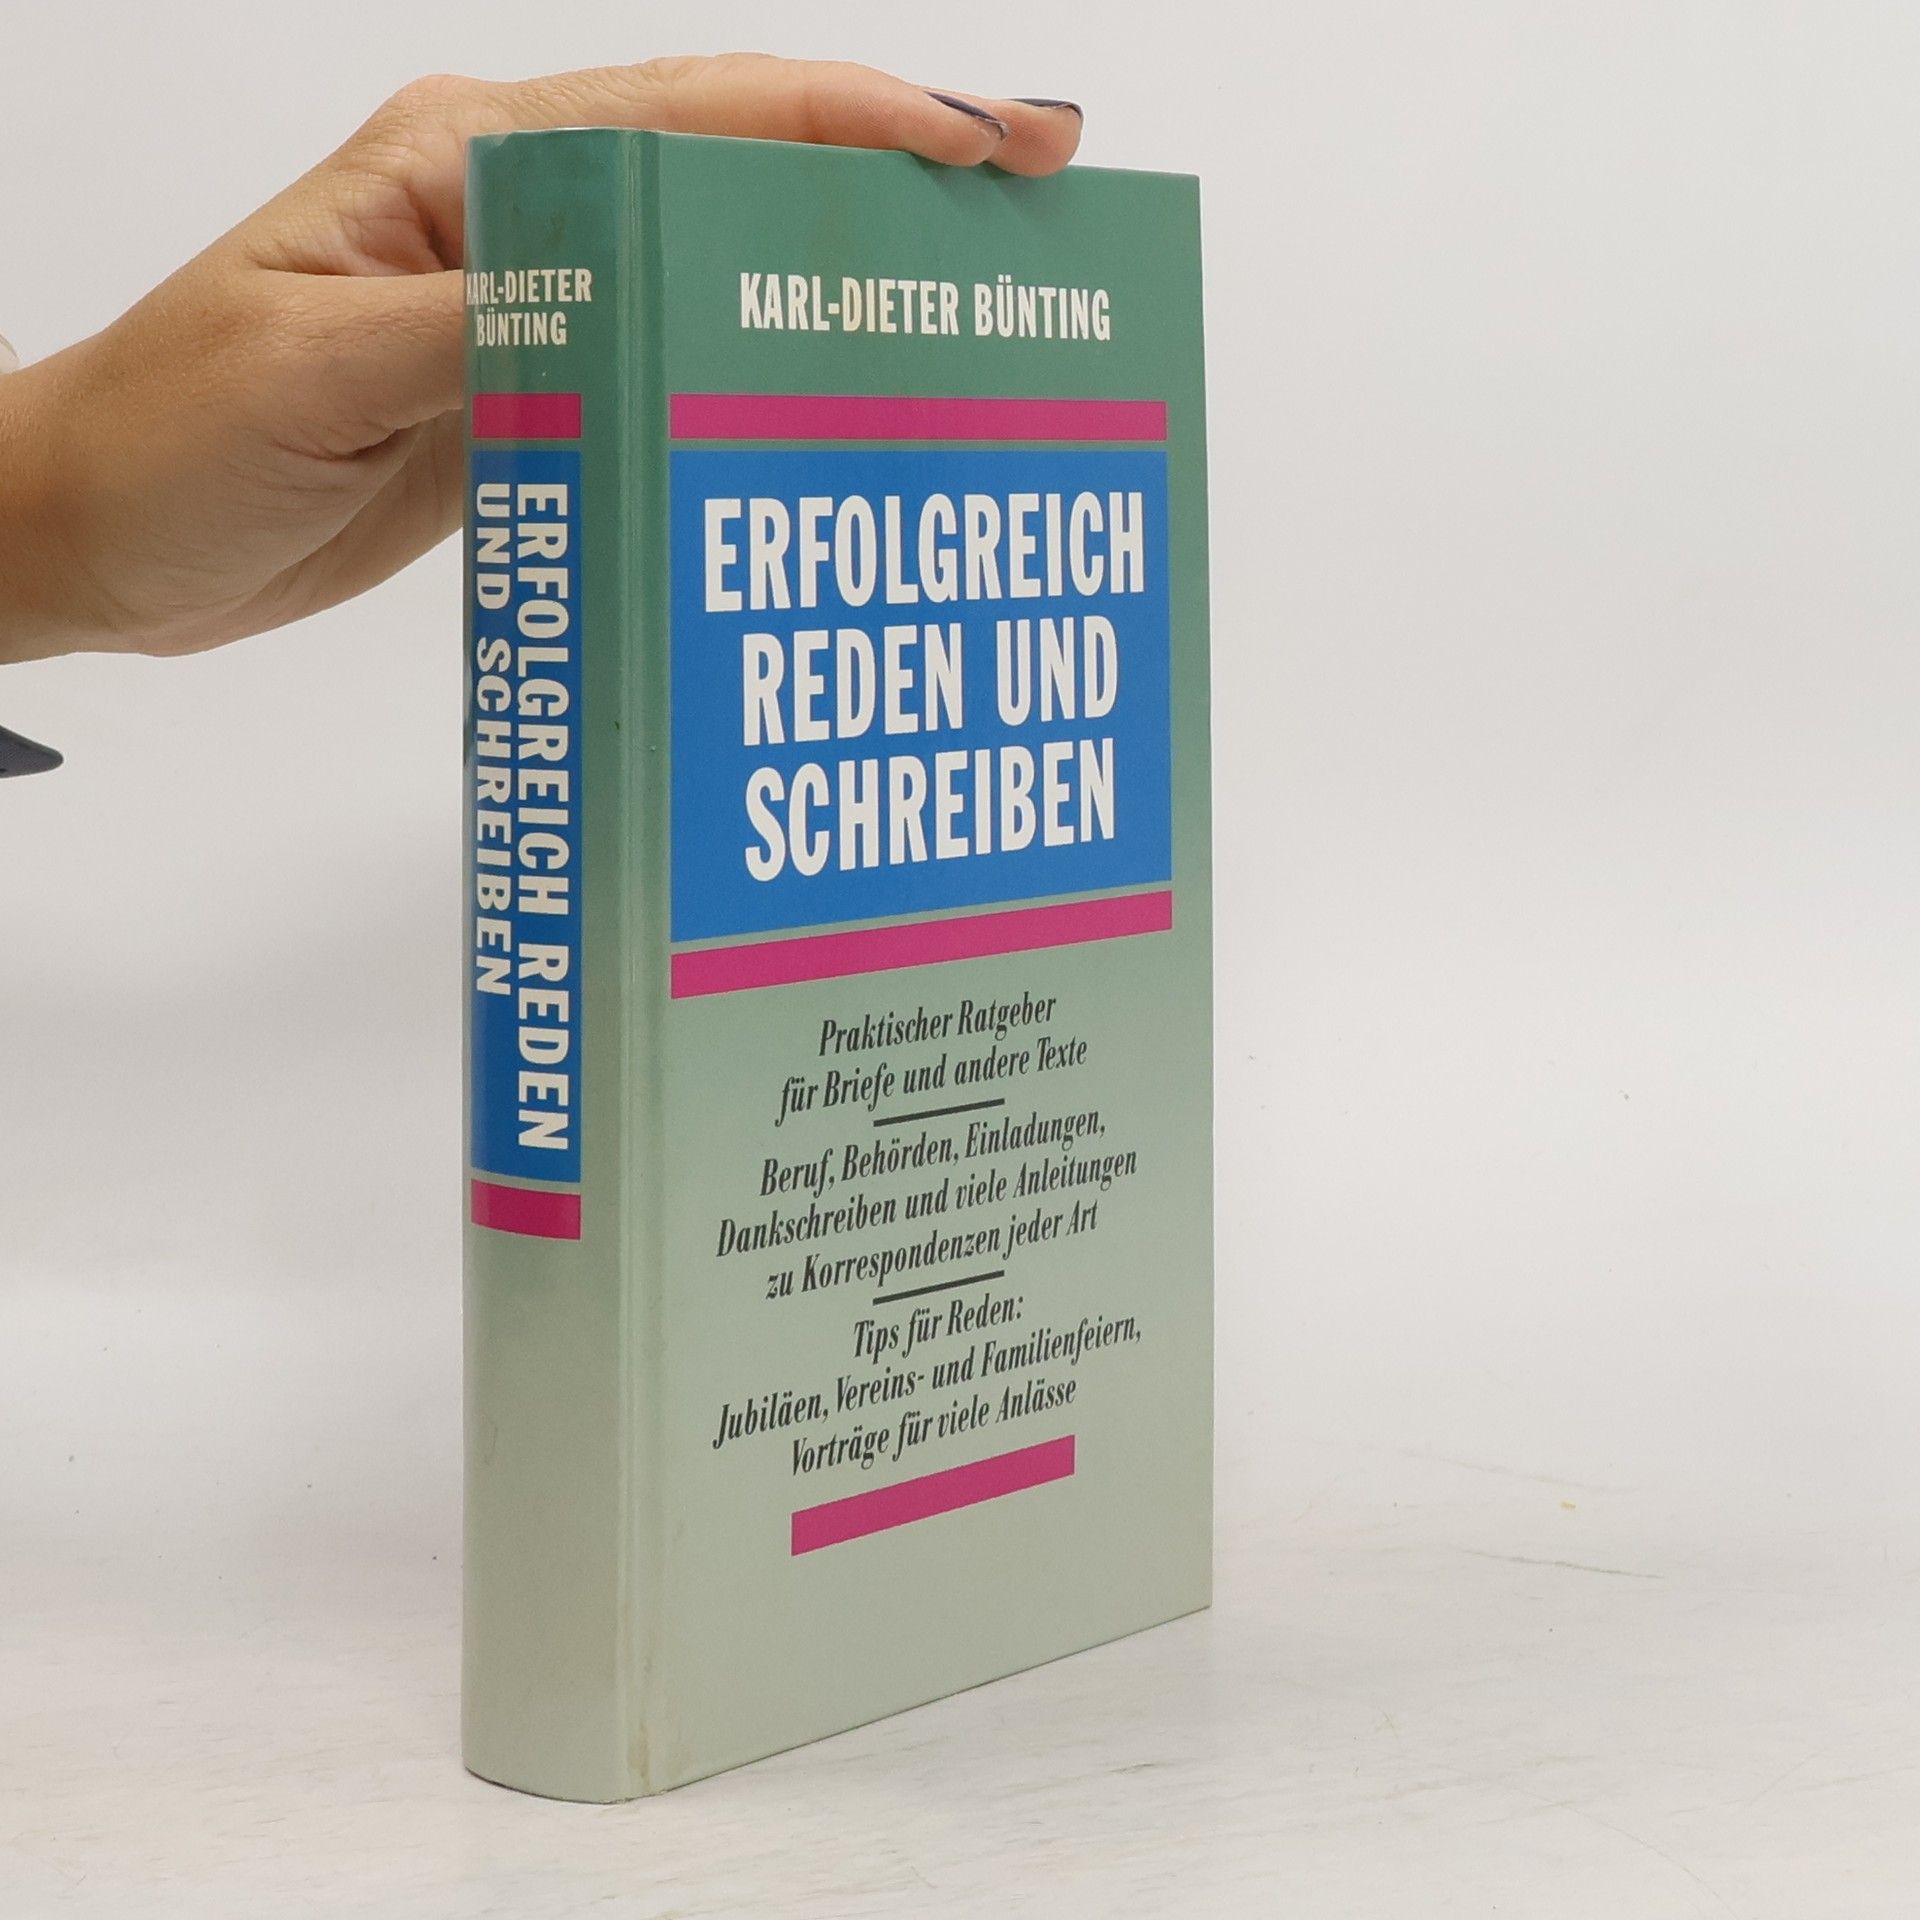 KARL-DIETER
BÜNTING
ERFOLGREICH REDEN
UND SCHREIBEN
KARL-DIETER BÜNTING
ERFOLGREICH
REDEN UND
SCHREIBEN
Praktischer Ratgeber
für Briefe und andere Texte
Beruf, Behörden, Einladungen,
Dankschreiben und viele Anleitungen
zu Korrespondenzen jeder Art
Tips für Reden:
Jubiläen, Vereins- und Familienfeiern,
Vorträge für viele Anlässe